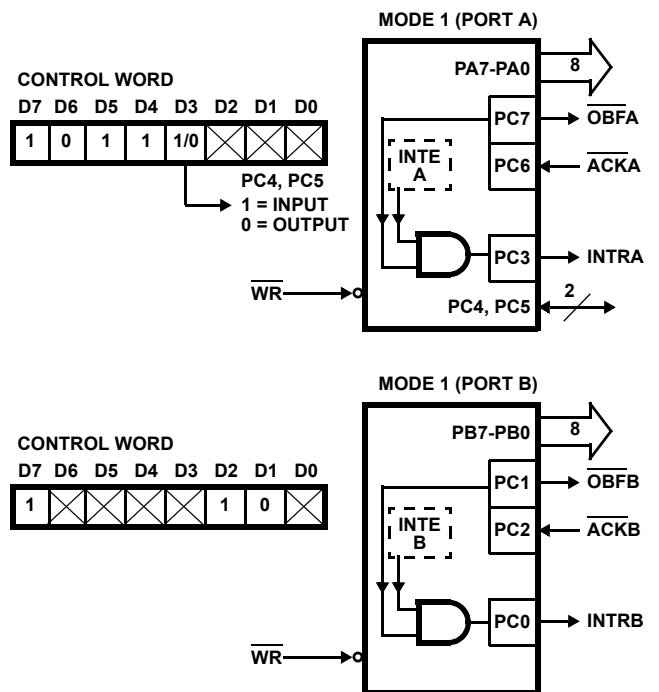 MODE 1 (PORT A)
CONTROL WORD
D7 D6 D5 D4 D3 D2 D1 D0
1 0 1 1 1/0
PC4, PC5
1 = INPUT
0 = OUTPUT
PA7-PA0
8
PC7
OBFA
INTE
A
PC6
ACKA
PC3
INTRA
WR
PC4, PC5
2
MODE 1 (PORT B)
CONTROL WORD
D7 D6 D5 D4 D3 D2 D1 D0
1 1 0
PB7-PB0
8
PC1
OBFB
INTE
B
PC2
ACKB
PC0
INTRB
WR